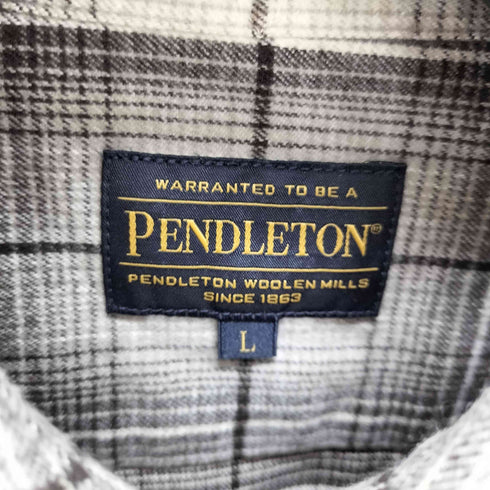 WARRANTED TO BE A
PENDLETON®
PENDLETON WOOLEN MILLS
SINCE 1863
L